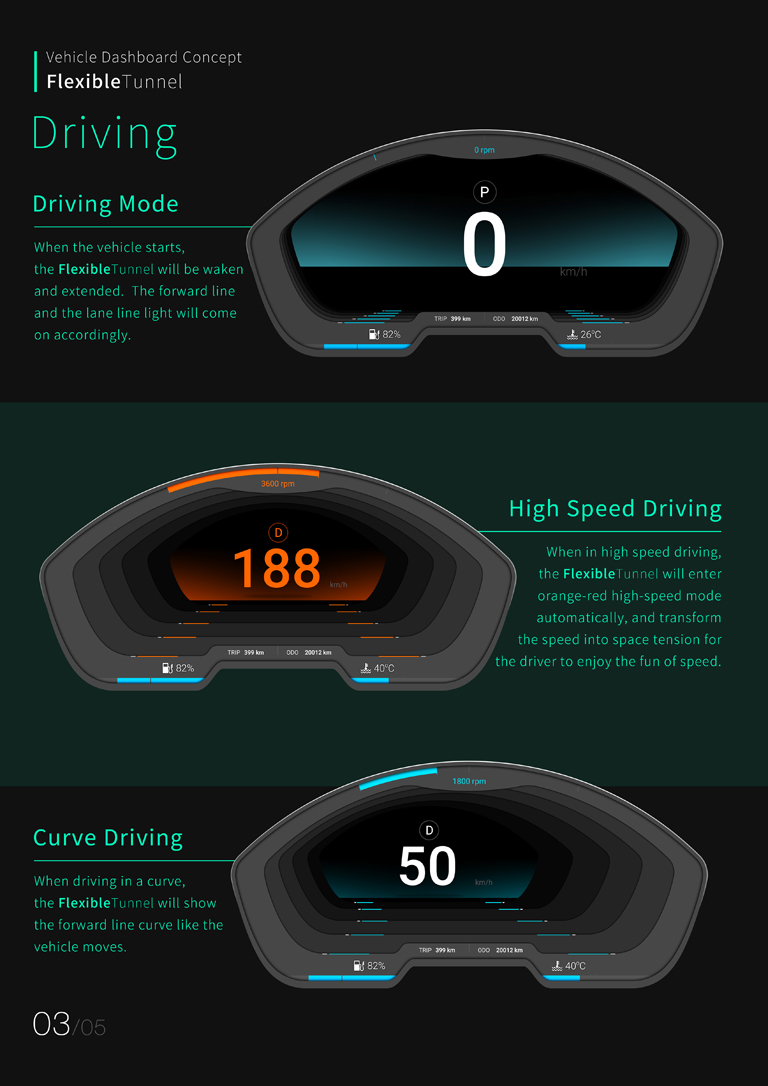 Vehicle Dashboard Concept
FlexibleTunnel
Driving
Driving Mode
When the vehicle starts,
the FlexibleTunnel will be waken
and extended. The forward line
and the lane line light will come
on accordingly.
0 rpm
P
0
km/h
TRIP 399 km ODO 20012 km
82% 26°C
3600 rpm
D
188
km/h
TRIP 399 km ODO 20012 km
82% 40°C
High Speed Driving
When in high speed driving,
the FlexibleTunnel will enter
orange-red high-speed mode
automatically, and transform
the speed into space tension for
the driver to enjoy the fun of speed.
Curve Driving
When driving in a curve,
the FlexibleTunnel will show
the forward line curve like the
vehicle moves.
1800 rpm
D
50
km/h
TRIP 399 km ODO 20012 km
82% 40°C
03/05